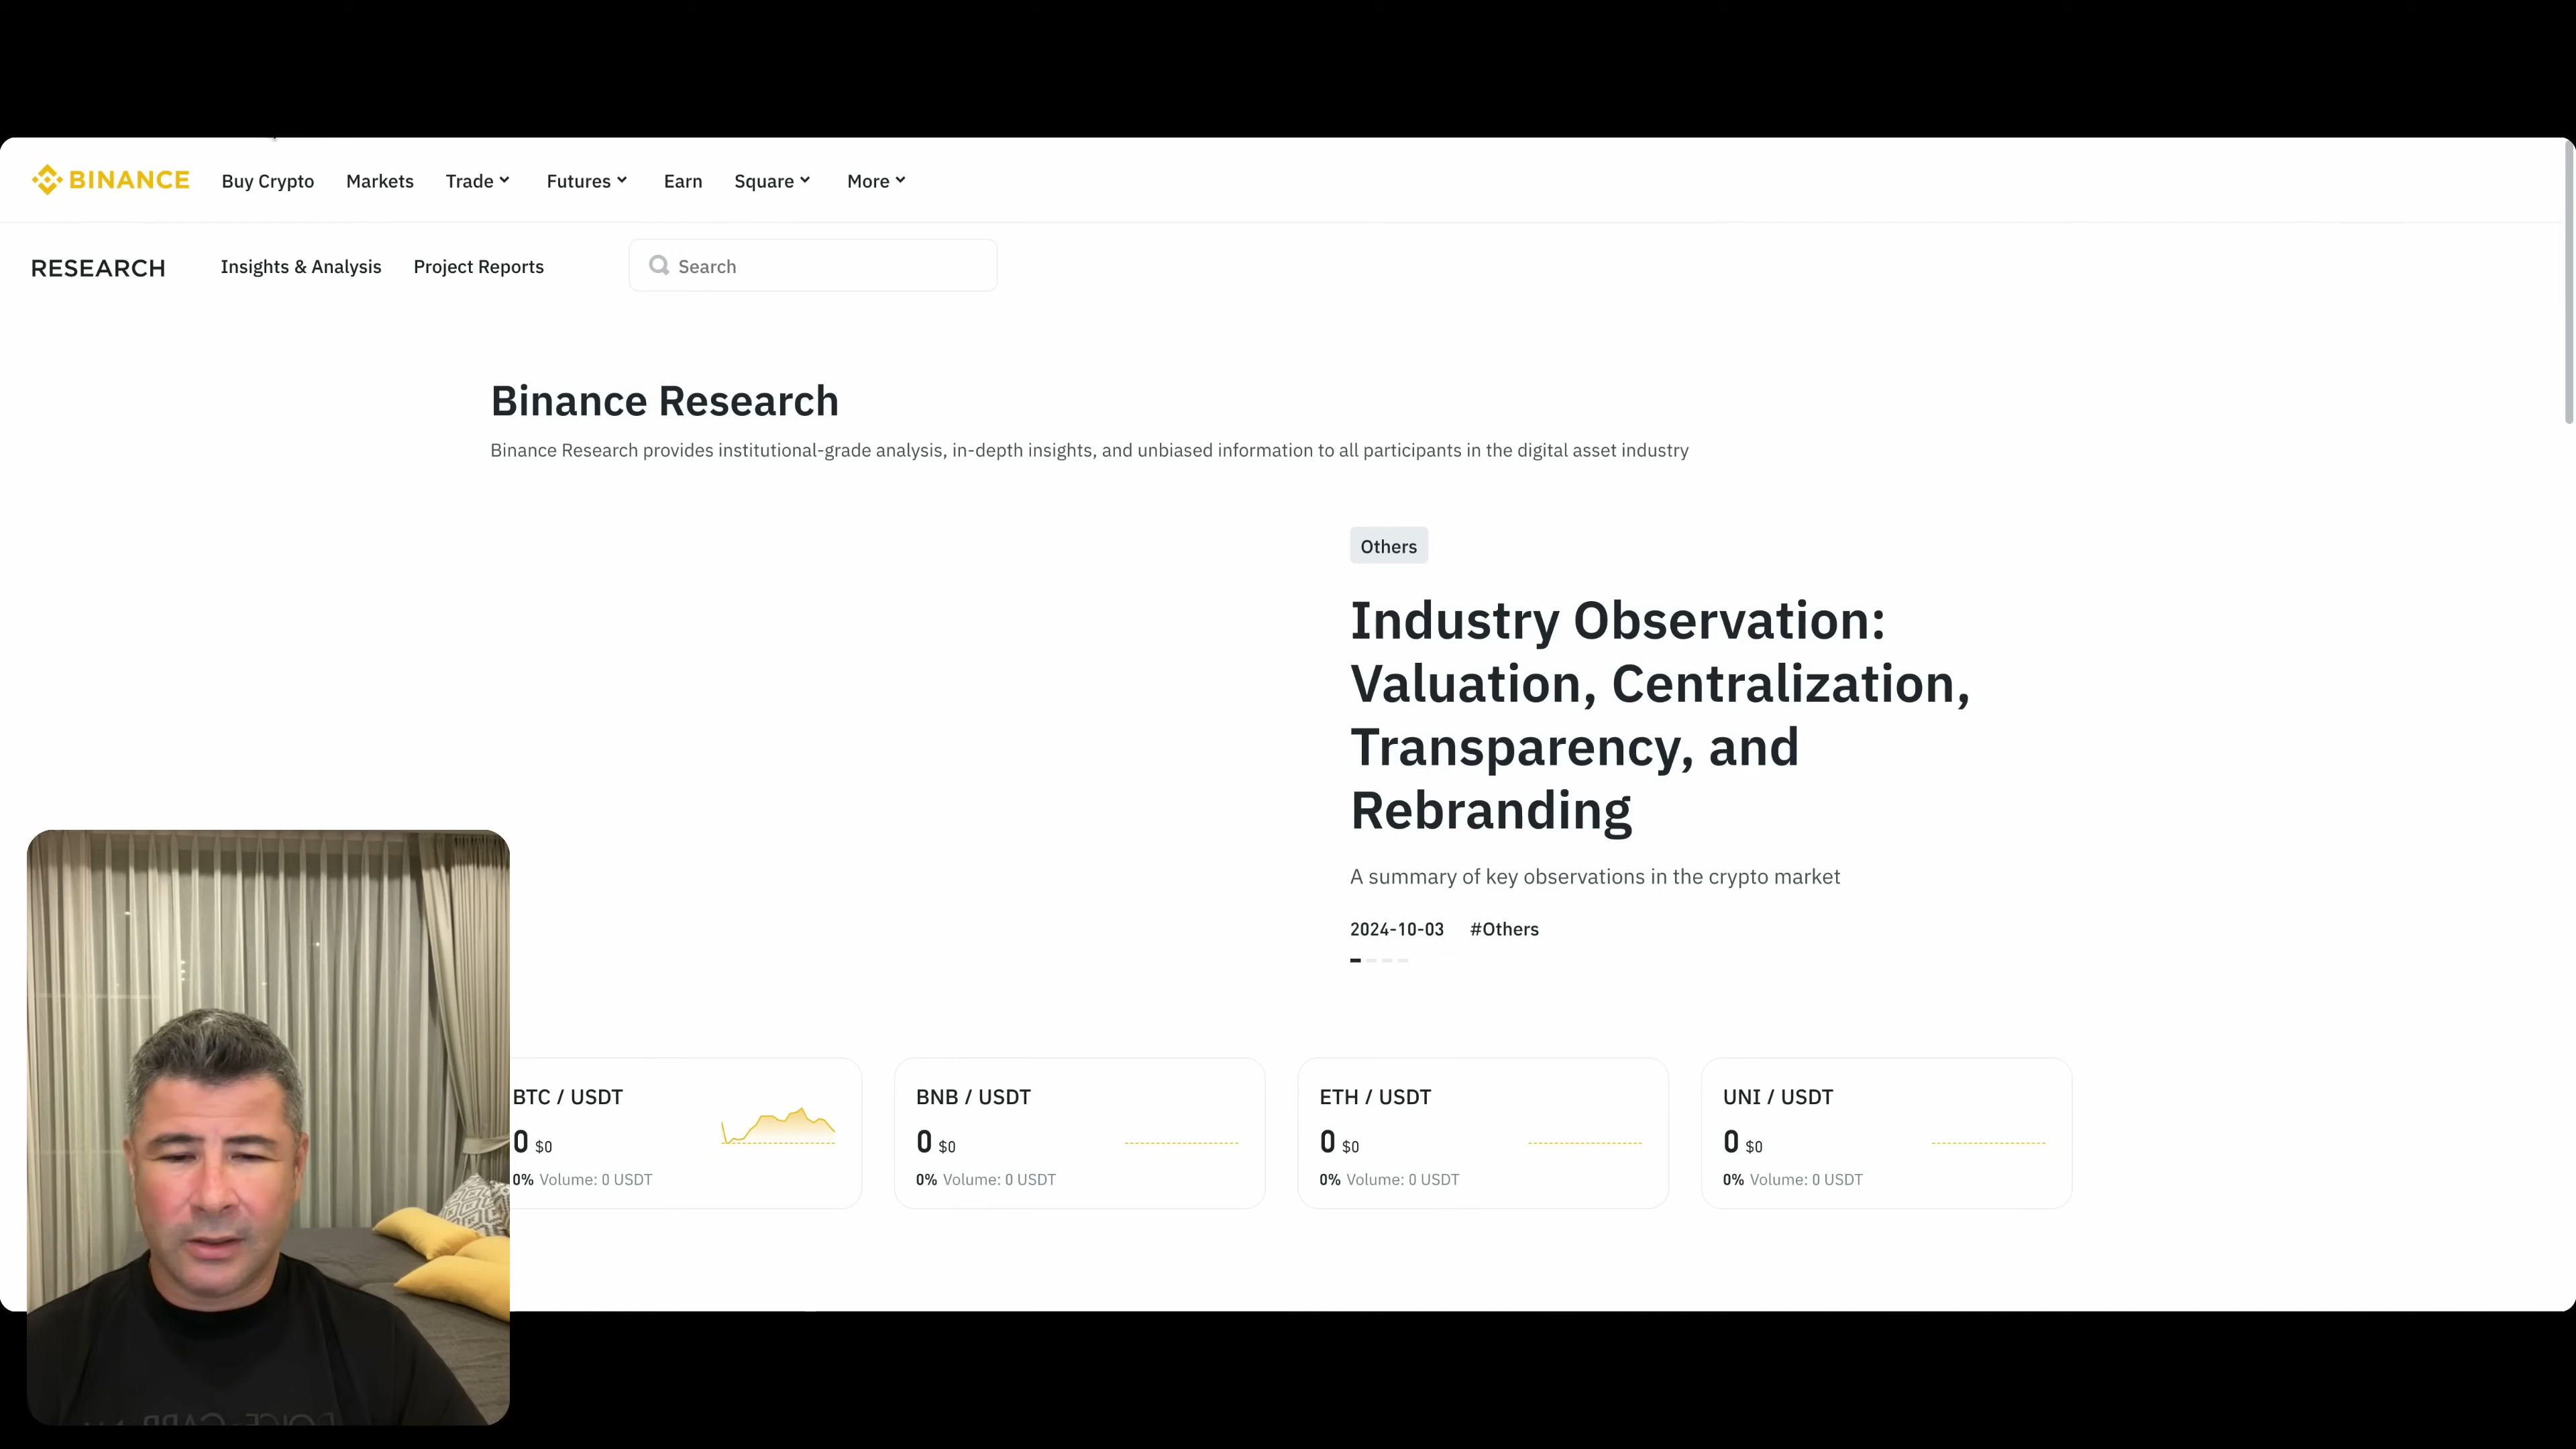 BINANCE
Buy Crypto
Markets
Trade
Futures
Earn
Square
More
RESEARCH
Insights & Analysis
Project Reports
Search
Binance Research
Binance Research provides institutional-grade analysis, in-depth insights, and unbiased information to all participants in the digital asset industry
Others
Industry Observation:
Valuation, Centralization,
Transparency, and
Rebranding
A summary of key observations in the crypto market
2024-10-03 #Others
BTC / USDT
0 $0
0% Volume: 0 USDT
BNB / USDT
0 $0
0% Volume: 0 USDT
ETH / USDT
0 $0
0% Volume: 0 USDT
UNI / USDT
0 $0
0% Volume: 0 USDT